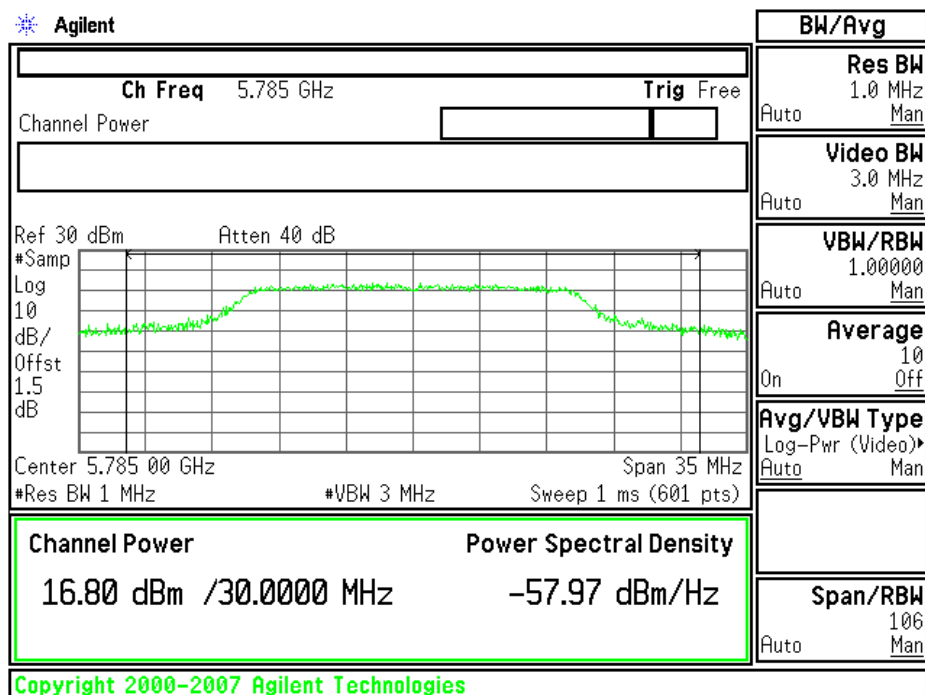 Agilent
BW/Avg
Ch Freq 5.785 GHz Trig Free
Channel Power
Ref 30 dBm Atten 40 dB
#Samp
Log
10
dB/
Offst
1.5
dB
Center 5.785 00 GHz Span 35 MHz
#Res BW 1 MHz #VBW 3 MHz Sweep 1 ms (601 pts)
Channel Power Power Spectral Density
16.80 dBm /30.0000 MHz -57.97 dBm/Hz
Copyright 2000-2007 Agilent Technologies
Res BW
1.0 MHz
Auto Man
Video BW
3.0 MHz
Auto Man
VBW/RBW
1.00000
Auto Man
Average
10
On Off
Avg/VBW Type
Log-Pwr (Video)
Auto Man
Span/RBW
106
Auto Man